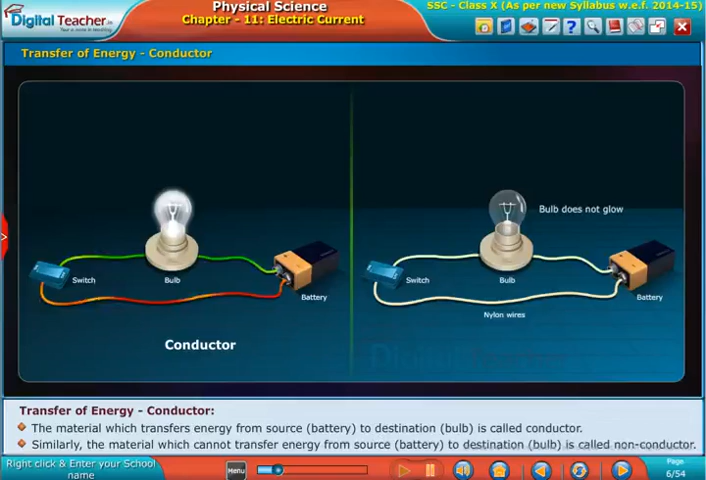 Digital Teacher.in
Physical Science
Chapter - 11: Electric Current
SSC - Class X (As per new Syllabus w.e.f. 2014-15)
Transfer of Energy - Conductor
Switch
Bulb
Battery
Conductor
Bulb does not glow
Switch
Bulb
Battery
Nylon wires
Transfer of Energy - Conductor:
The material which transfers energy from source (battery) to destination (bulb) is called conductor.
Similarly, the material which cannot transfer energy from source (battery) to destination (bulb) is called non-conductor.
Right click & Enter your School
name
Menu
Page.
6/54